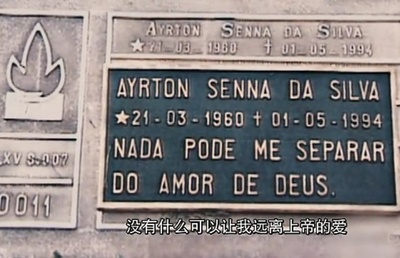 AYRTON SENNA DA SILVA
★21-03-1960 ✝01-05-1994
AYRTON SENNA DA SILVA
★21-03-1960 ✝01-05-1994
NADA PODE ME SEPARAR
DO AMOR DE DEUS.
0011
没有什么可以让我远离上帝的爱